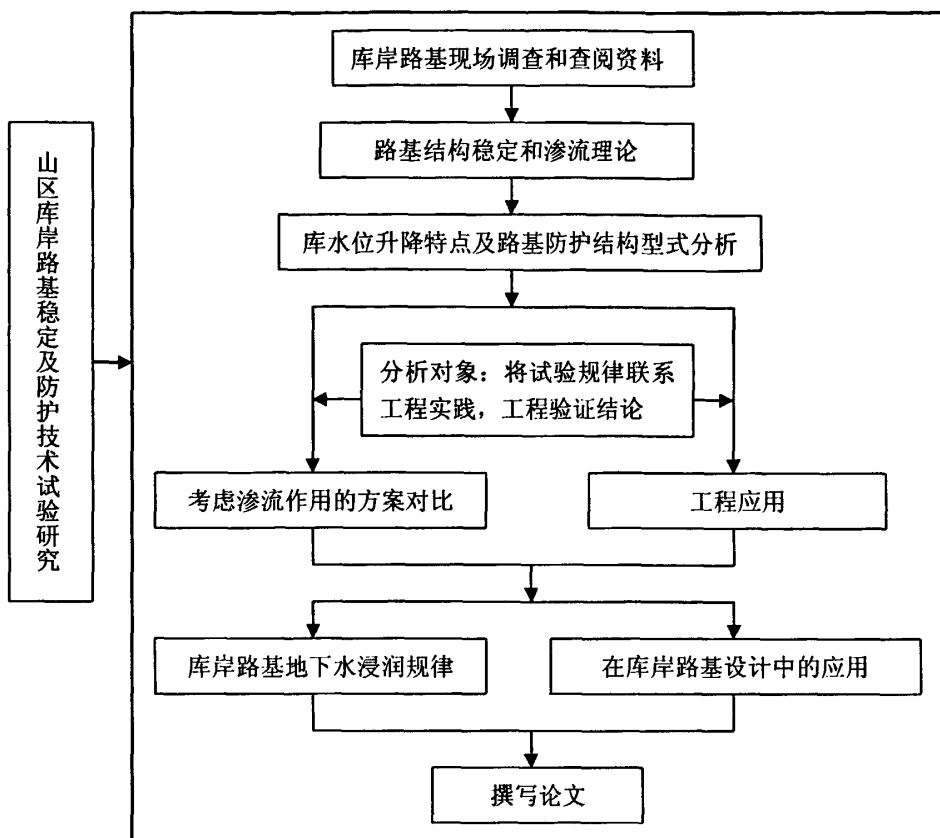 山区库岸路基稳定及防护技术试验研究
库岸路基现场调查和查阅资料
路基结构稳定和渗流理论
库水位升降特点及路基防护结构型式分析
分析对象：将试验规律联系
工程实践，工程验证结论
考虑渗流作用的方案对比
工程应用
库岸路基地下水浸润规律
在库岸路基设计中的应用
撰写论文